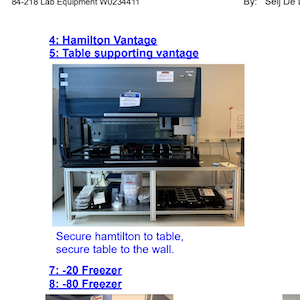 84-218 Lab Equipment W0234411
By: Seij De
4: Hamilton Vantage
5: Table supporting vantage
Secure hamtilton to table,
secure table to the wall.
7: -20 Freezer
8: -80 Freezer